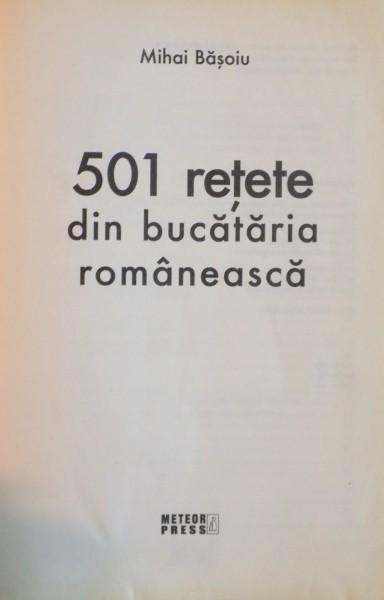 Mihai Bășoiu
501 rețete
din bucătăria
românească
METEOR
PRESS